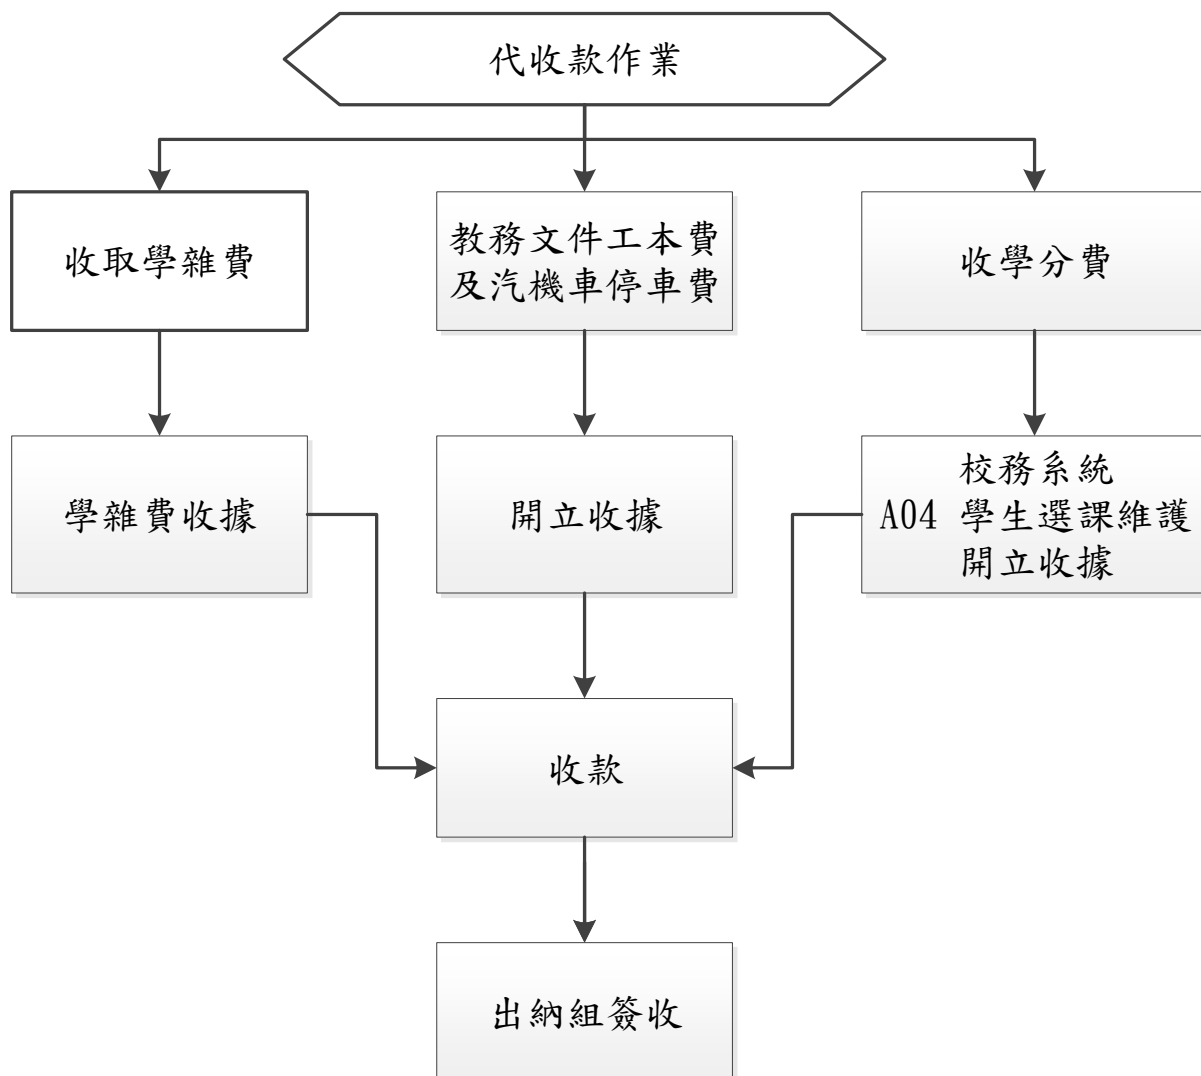 代收款作業
收取學雜費
教務文件工本費
及汽機車停車費
收學分費
學雜費收據
開立收據
校務系統
A04 學生選課維護
開立收據
收款
出納組簽收